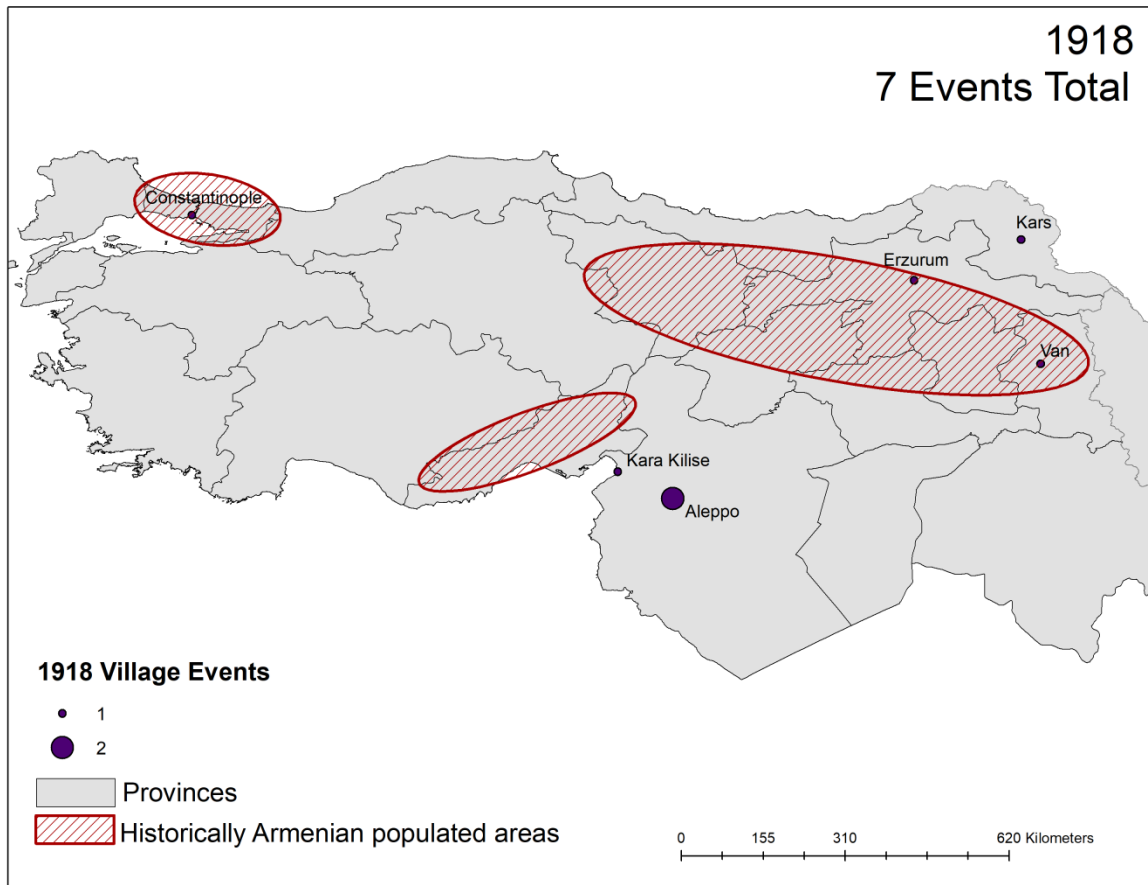 1918
7 Events Total
Constantinople
Kars
Erzurum
Van
Kara Kilise
Aleppo
1918 Village Events
1
2
Provinces
Historically Armenian populated areas
0 155 310 620 Kilometers